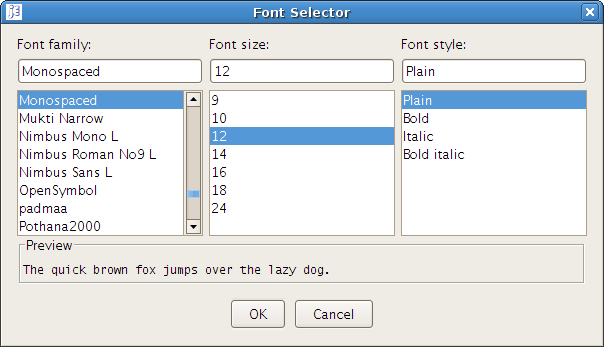 Font Selector
Font family:
Font size:
Font style:
Monospaced
12
Plain
Monospaced
Mukti Narrow
Nimbus Mono L
Nimbus Roman No9 L
Nimbus Sans L
OpenSymbol
padmaa
Pothana2000
9
10
12
14
16
18
24
Plain
Bold
Italic
Bold italic
Preview
The quick brown fox jumps over the lazy dog.
OK
Cancel